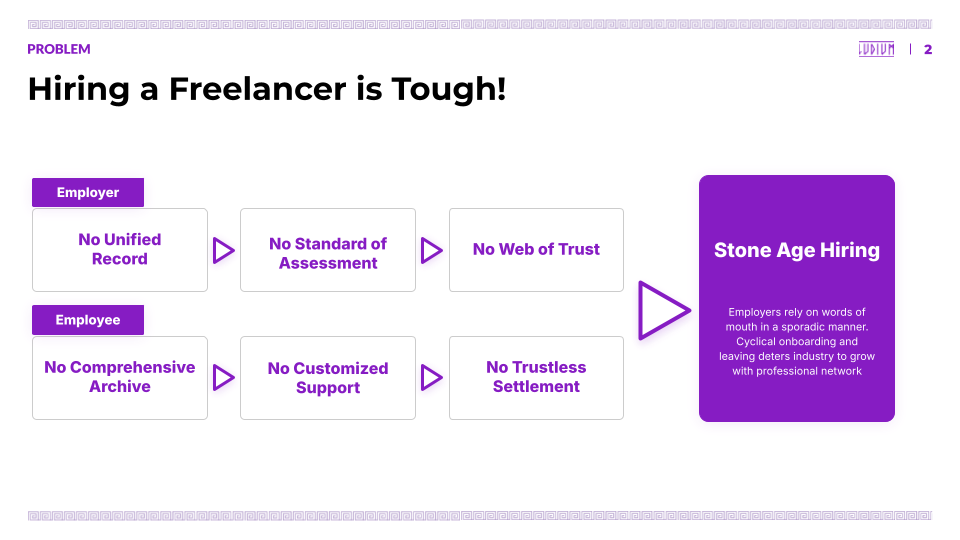 PROBLEM
LUDIUM | 2
Hiring a Freelancer is Tough!
Employer
No Unified
Record
No Standard of
Assessment
No Web of Trust
Employee
No Comprehensive
Archive
No Customized
Support
No Trustless
Settlement
Stone Age Hiring
Employers rely on words of
mouth in a sporadic manner.
Cyclical onboarding and
leaving deters industry to grow
with professional network